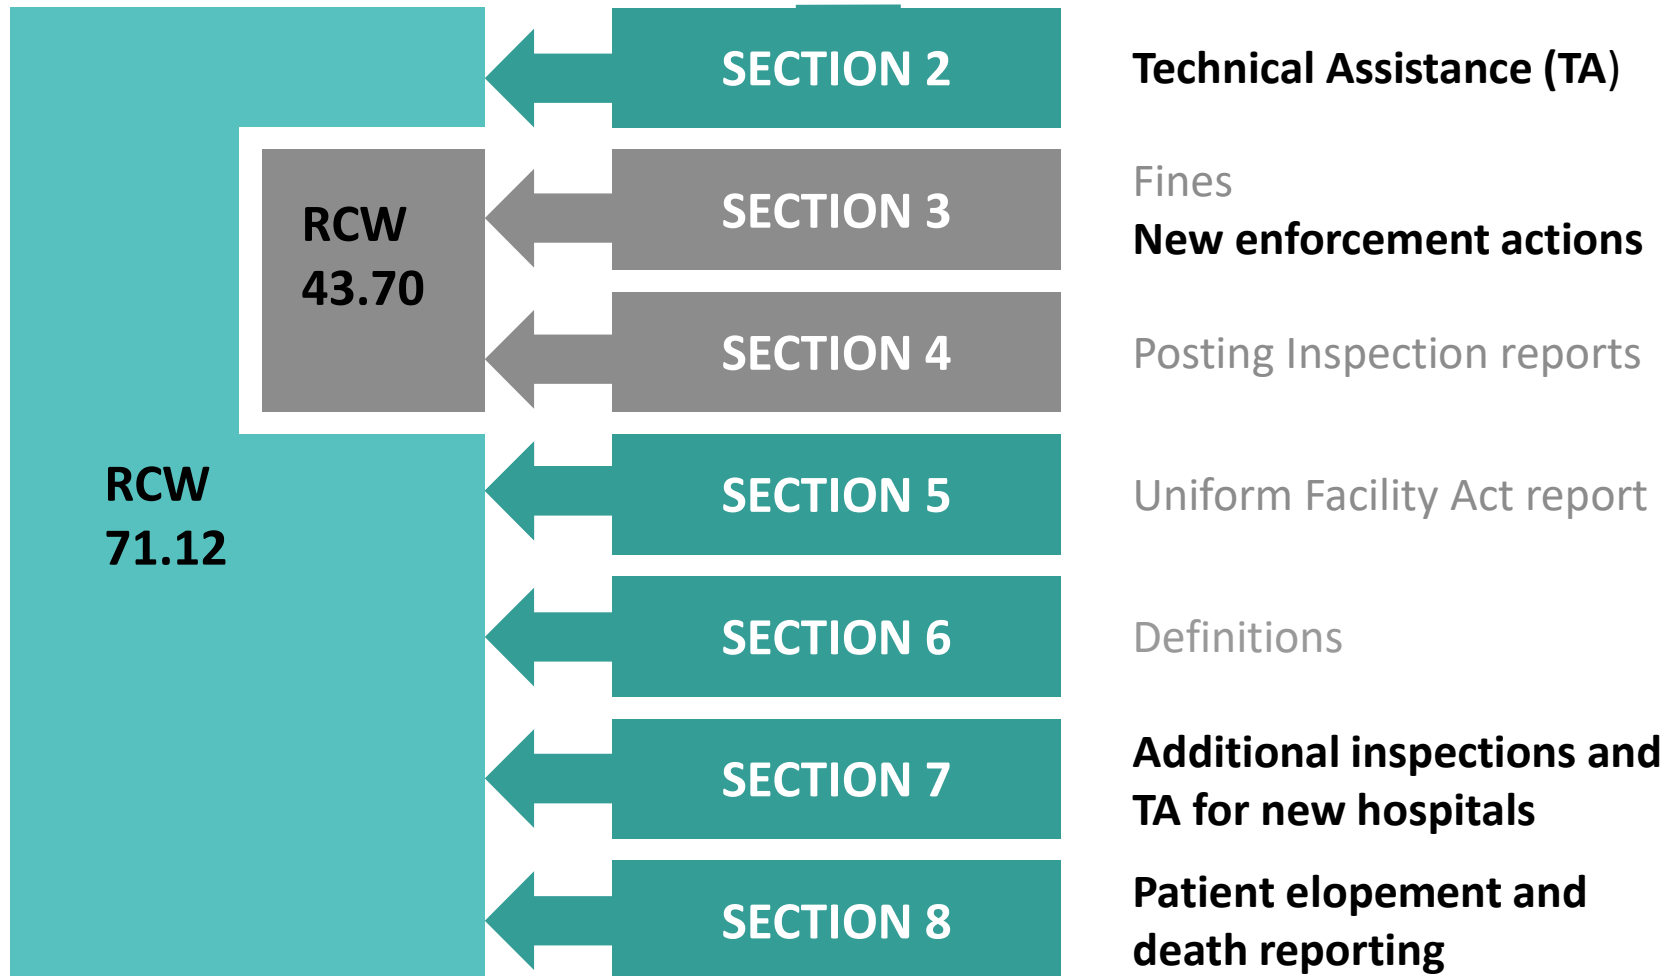 SECTION 2
Technical Assistance (TA)
RCW
43.70
SECTION 3
Fines
New enforcement actions
SECTION 4
Posting Inspection reports
RCW
71.12
SECTION 5
Uniform Facility Act report
SECTION 6
Definitions
SECTION 7
Additional inspections and
TA for new hospitals
SECTION 8
Patient elopement and
death reporting